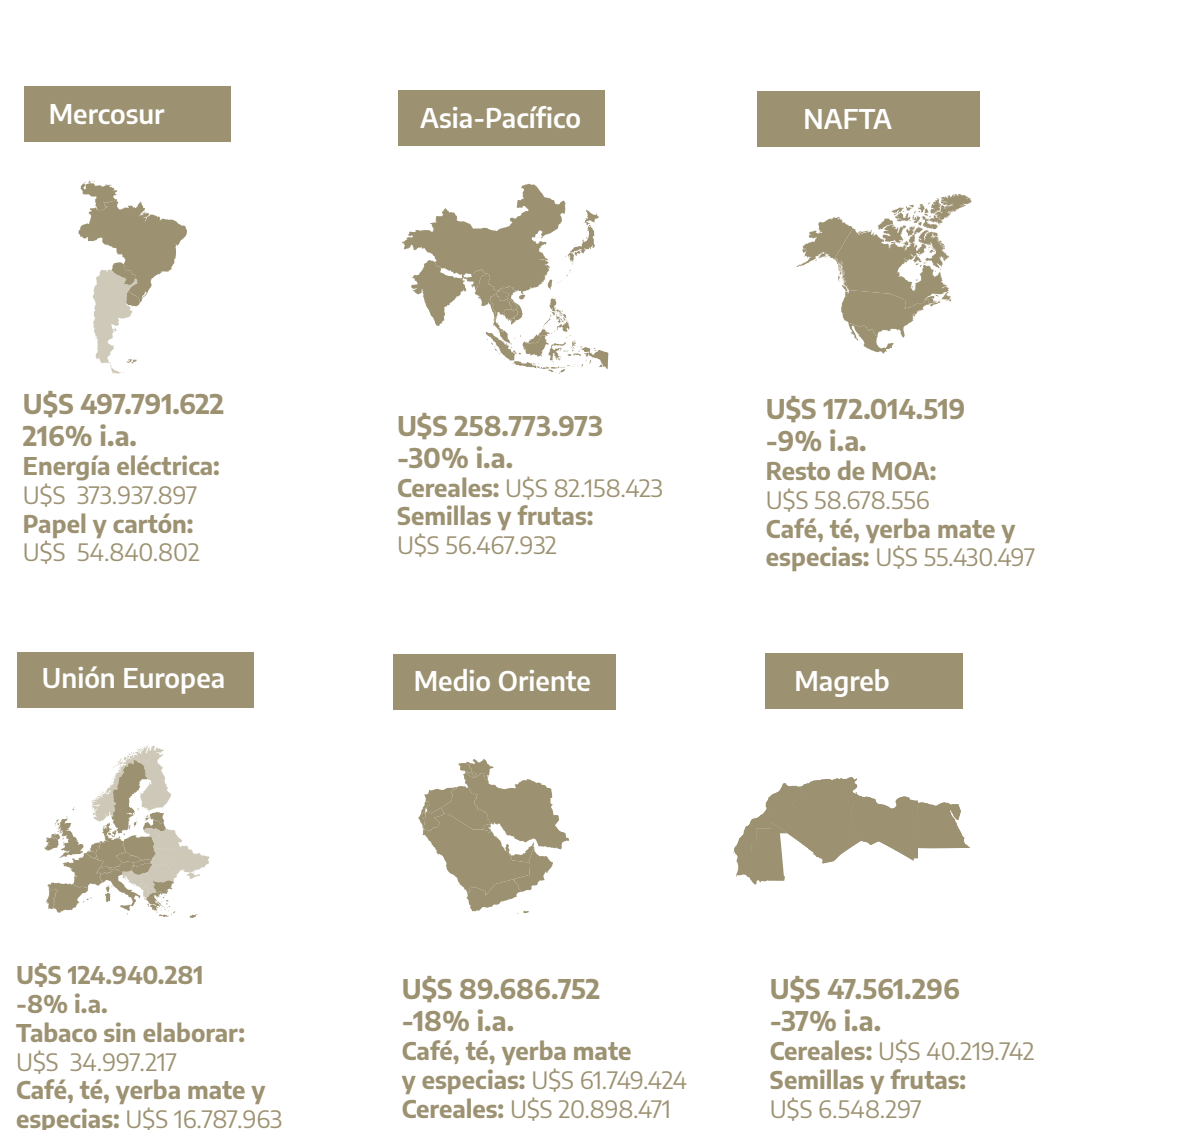 Mercosur
U$S 497.791.622
216% i.a.
Energía eléctrica:
U$S 373.937.897
Papel y cartón:
U$S 54.840.802
Asia-Pacífico
U$S 258.773.973
-30% i.a.
Cereales: U$S 82.158.423
Semillas y frutas:
U$S 56.467.932
NAFTA
U$S 172.014.519
-9% i.a.
Resto de MOA:
U$S 58.678.556
Café, té, yerba mate y
especias: U$S 55.430.497
Unión Europea
U$S 124.940.281
-8% i.a.
Tabaco sin elaborar:
U$S 34.997.217
Café, té, yerba mate y
especias: U$S 16.787.963
Medio Oriente
U$S 89.686.752
-18% i.a.
Café, té, yerba mate
y especias: U$S 61.749.424
Cereales: U$S 20.898.471
Magreb
U$S 47.561.296
-37% i.a.
Cereales: U$S 40.219.742
Semillas y frutas:
U$S 6.548.297